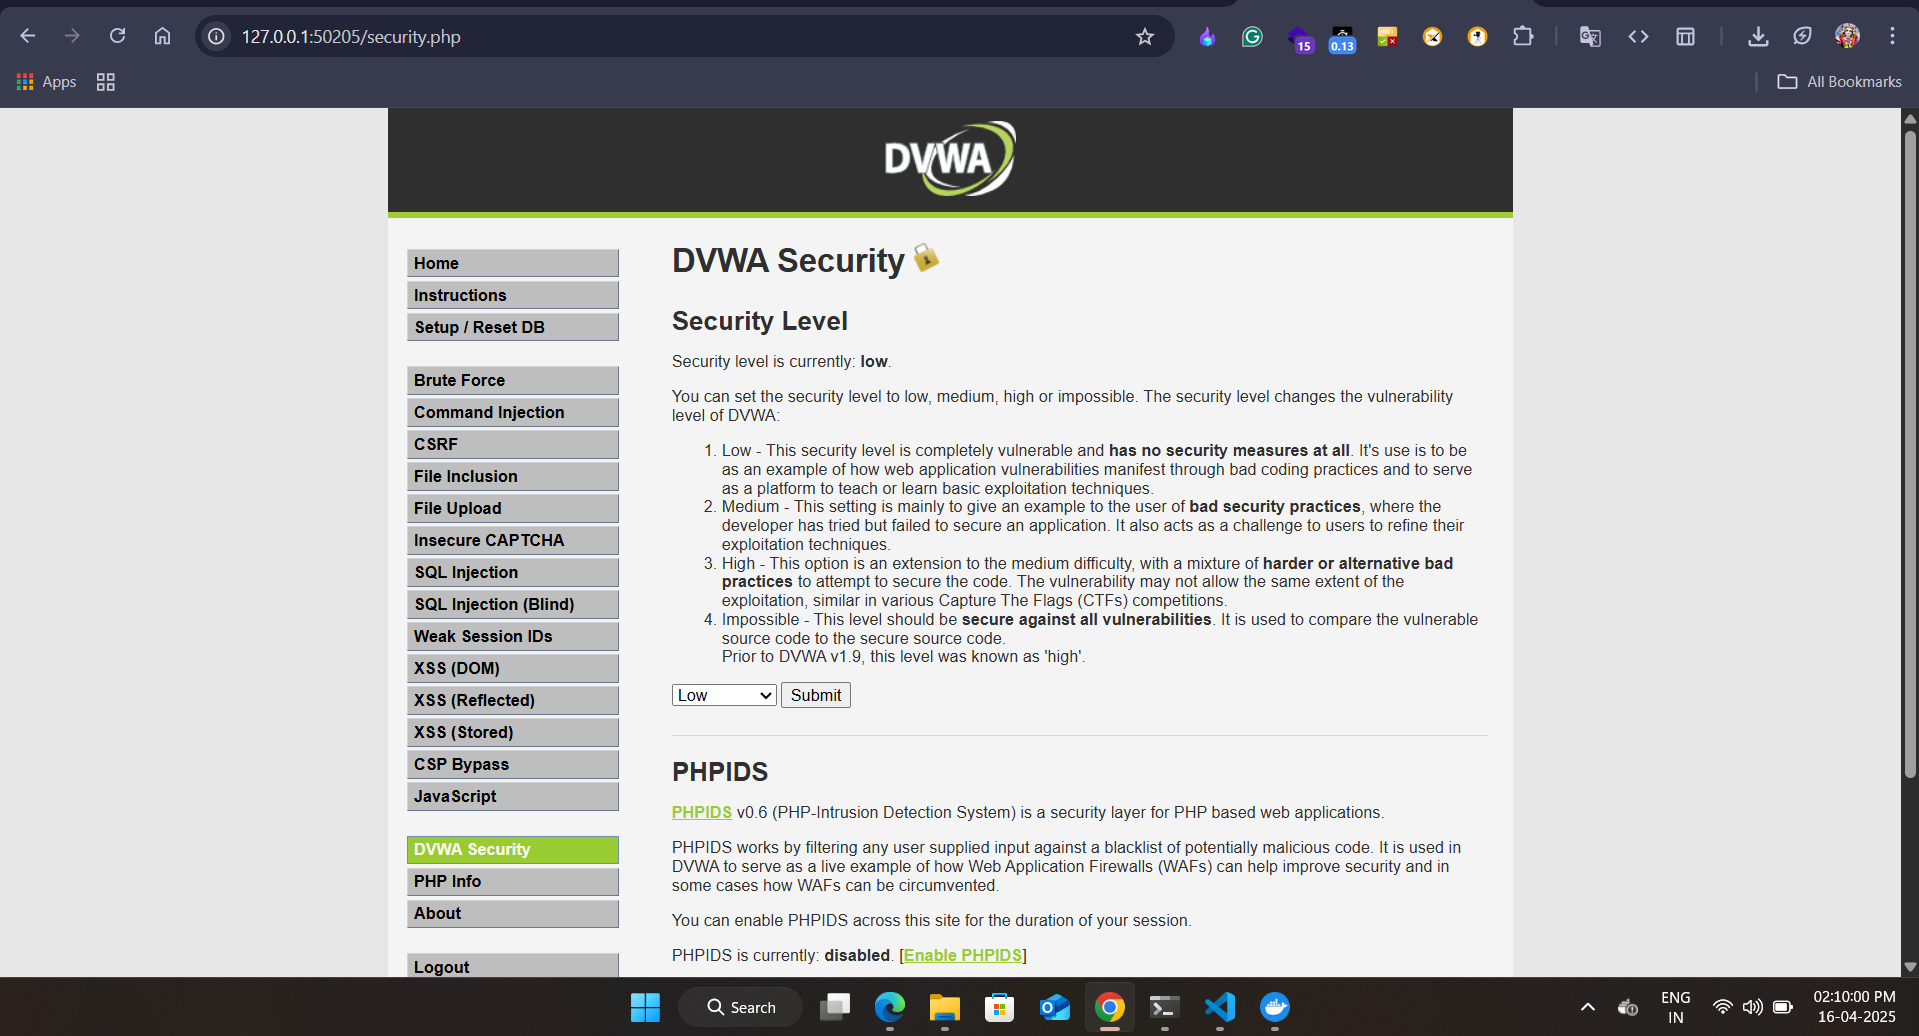 127.0.0.1:50205/security.php
15
0.13
Apps
All Bookmarks
DVWA
Home
Instructions
Setup / Reset DB
Brute Force
Command Injection
CSRF
File Inclusion
File Upload
Insecure CAPTCHA
SQL Injection
SQL Injection (Blind)
Weak Session IDs
XSS (DOM)
XSS (Reflected)
XSS (Stored)
CSP Bypass
JavaScript
DVWA Security
PHP Info
About
Logout
DVWA Security
Security Level
Security level is currently: low.
You can set the security level to low, medium, high or impossible. The security level changes the vulnerability
level of DVWA:
1. Low - This security level is completely vulnerable and has no security measures at all. It's use is to be
as an example of how web application vulnerabilities manifest through bad coding practices and to serve
as a platform to teach or learn basic exploitation techniques.
2. Medium - This setting is mainly to give an example to the user of bad security practices, where the
developer has tried but failed to secure an application. It also acts as a challenge to users to refine their
exploitation techniques.
3. High - This option is an extension to the medium difficulty, with a mixture of harder or alternative bad
practices to attempt to secure the code. The vulnerability may not allow the same extent of the
exploitation, similar in various Capture The Flags (CTFs) competitions.
4. Impossible - This level should be secure against all vulnerabilities. It is used to compare the vulnerable
source code to the secure source code.
Prior to DVWA v1.9, this level was known as 'high'.
Low Submit
PHPIDS
PHPIDS v0.6 (PHP-Intrusion Detection System) is a security layer for PHP based web applications.
PHPIDS works by filtering any user supplied input against a blacklist of potentially malicious code. It is used in
DVWA to serve as a live example of how Web Application Firewalls (WAFs) can help improve security and in
some cases how WAFs can be circumvented.
You can enable PHPIDS across this site for the duration of your session.
PHPIDS is currently: disabled. [Enable PHPIDS]
Search
ENG
IN
02:10:00 PM
16-04-2025